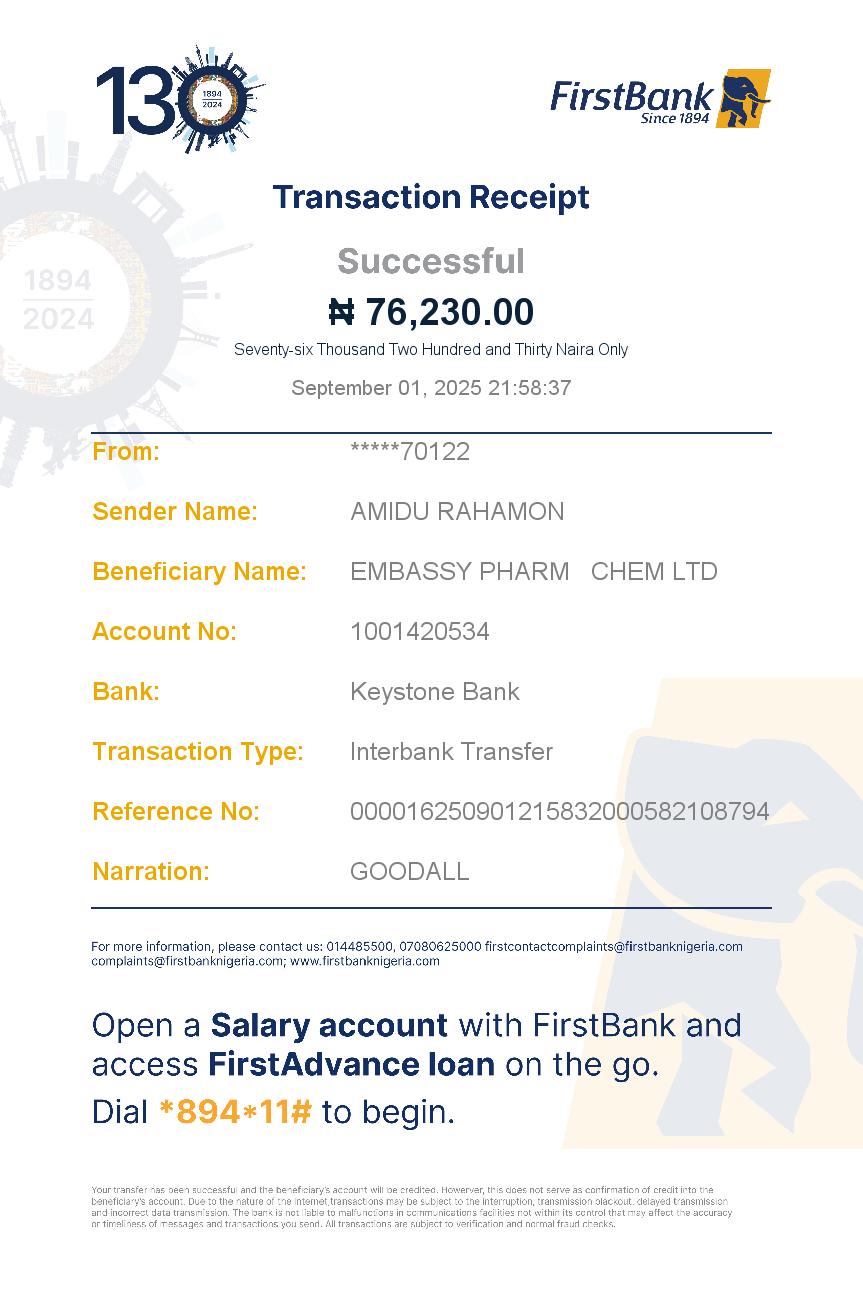 130
1894
2024
FirstBank
Since 1894
Transaction Receipt
1894
2024
Successful
₦ 76,230.00
Seventy-six Thousand Two Hundred and Thirty Naira Only
September 01, 2025 21:58:37
From: *****70122
Sender Name: AMIDU RAHAMON
Beneficiary Name: EMBASSY PHARM   CHEM LTD
Account No: 1001420534
Bank: Keystone Bank
Transaction Type: Interbank Transfer
Reference No: 000016250901215832000582108794
Narration: GOODALL
For more information, please contact us: 014485500, 07080625000 firstcontactcomplaints@firstbanknigeria.com
complaints@firstbanknigeria.com; www.firstbanknigeria.com
Open a Salary account with FirstBank and
access FirstAdvance loan on the go.
Dial *894*11# to begin.
Your transfer has been successful and the beneficiary's account will be credited. However, this does not serve as confirmation of credit into the
beneficiary's account. Due to the nature of the internet,transactions may be subject to the interruption, transmission blackout, delayed transmission
and incorrect data transmission. The bank is not liable to malfunctions in communications facilities not within its control that may affect the accuracy
or timeliness of messages and transactions you send. All transactions are subject to verification and normal fraud checks.